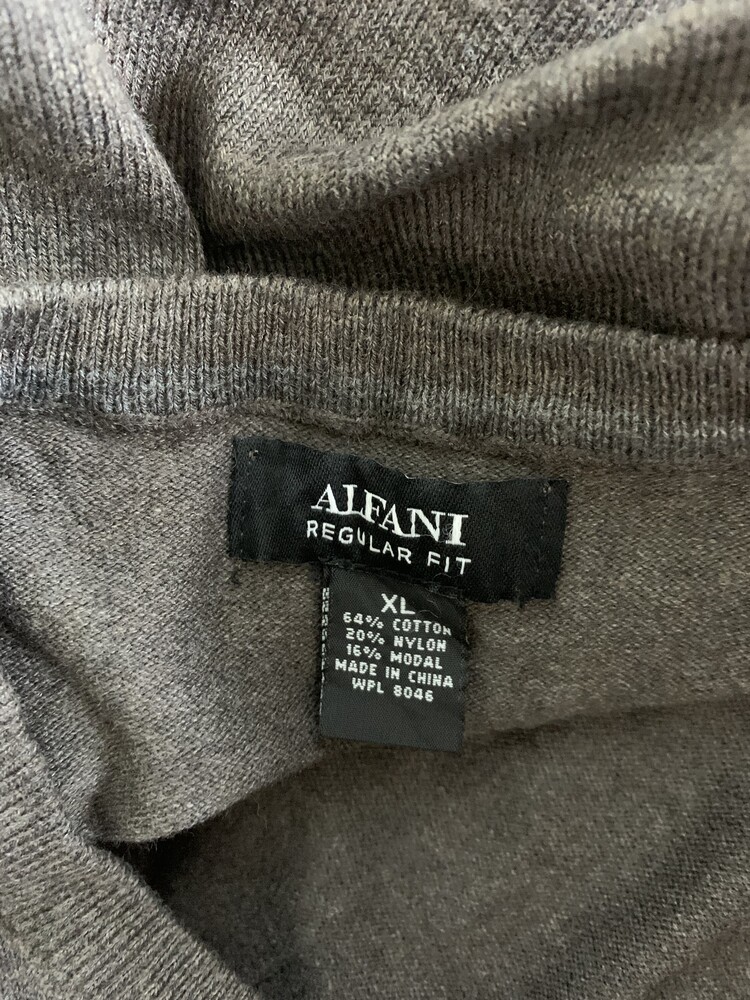 ALFANI
REGULAR FIT
XL
64% COTTON
20% NYLON
16% MODAL
MADE IN CHINA
WPL 8046